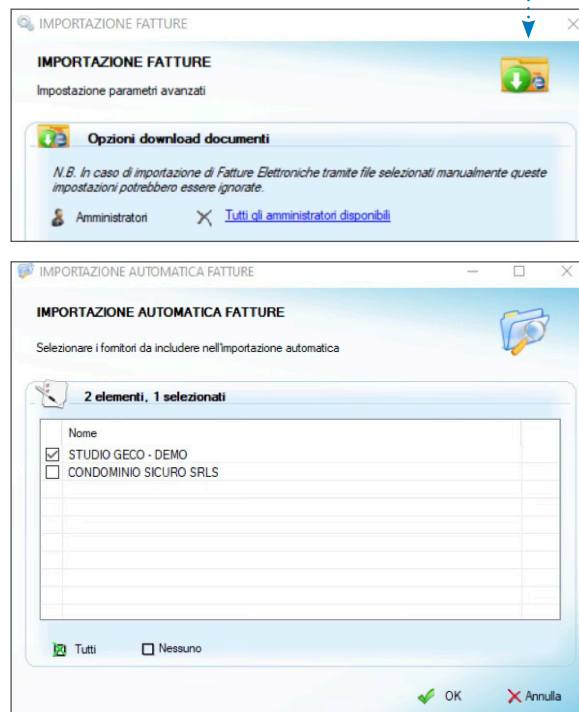 IMPORTAZIONE FATTURE
IMPORTAZIONE FATTURE
Impostazione parametri avanzati
Opzioni download documenti
N.B. In caso di importazione di Fatture Elettroniche tramite file selezionati manualmente queste
impostazioni potrebbero essere ignorate.
Amministratori Tutti gli amministratori disponibili
IMPORTAZIONE AUTOMATICA FATTURE
IMPORTAZIONE AUTOMATICA FATTURE
Selezionare i fornitori da includere nell'importazione automatica
2 elementi, 1 selezionati
Nome
STUDIO GECO - DEMO
CONDOMINIO SICURO SRLS
Tutti Nessuno
OK Annulla